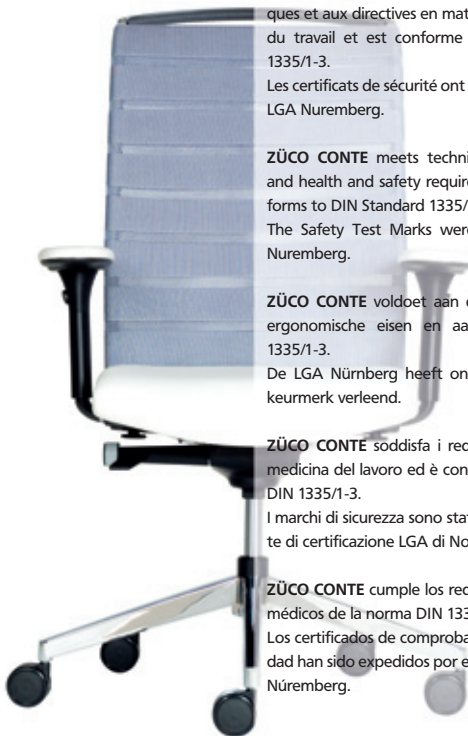 ques et aux directives en mat
du travail et est conforme
1335/1-3.
Les certificats de sécurité ont
LGA Nuremberg.
ZÜCO CONTE meets techni
and health and safety require
forms to DIN Standard 1335/
The Safety Test Marks were
Nuremberg.
ZÜCO CONTE voldoet aan
ergonomische eisen en aa
1335/1-3.
De LGA Nürnberg heeft on
keurmerk verleend.
ZÜCO CONTE soddisfa i rec
medicina del lavoro ed è con
DIN 1335/1-3.
I marchi di sicurezza sono stat
te di certificazione LGA di No
ZÜCO CONTE cumple los rec
médicos de la norma DIN 133
Los certificados de comproba
dad han sido expedidos por e
Núremberg.